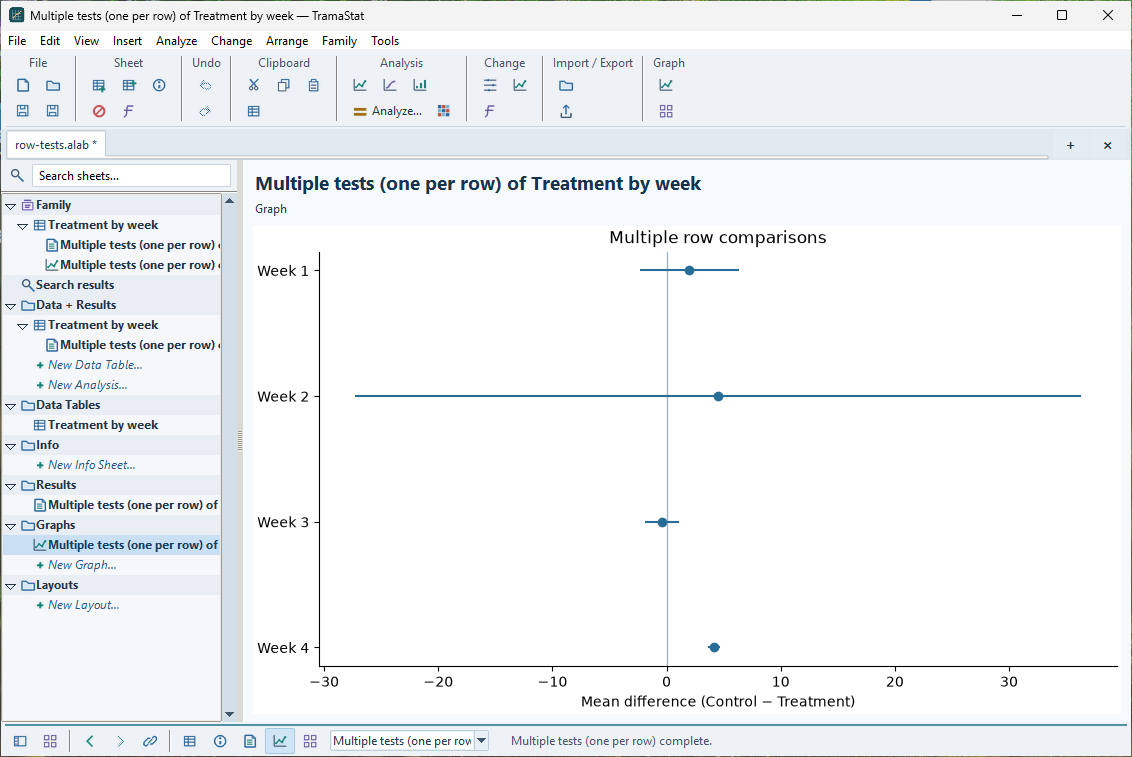 Multiple tests (one per row) of Treatment by week — TramaStat
File Edit View Insert Analyze Change Arrange Family Tools
File Sheet Undo Clipboard Analysis Change Import / Export Graph
Analyze...
row-tests.alab *
Search sheets...
Family
Treatment by week
Multiple tests (one per row)
Multiple tests (one per row)
Search results
Data + Results
Treatment by week
Multiple tests (one per row)
New Data Table...
New Analysis...
Data Tables
Treatment by week
Info
New Info Sheet...
Results
Multiple tests (one per row) of
Graphs
Multiple tests (one per row) of
New Graph...
Layouts
New Layout...
Multiple tests (one per row) of Treatment by week
Graph
Multiple row comparisons
Week 1
Week 2
Week 3
Week 4
−30 −20 −10 0 10 20 30
Mean difference (Control − Treatment)
Multiple tests (one per row Multiple tests (one per row) complete.